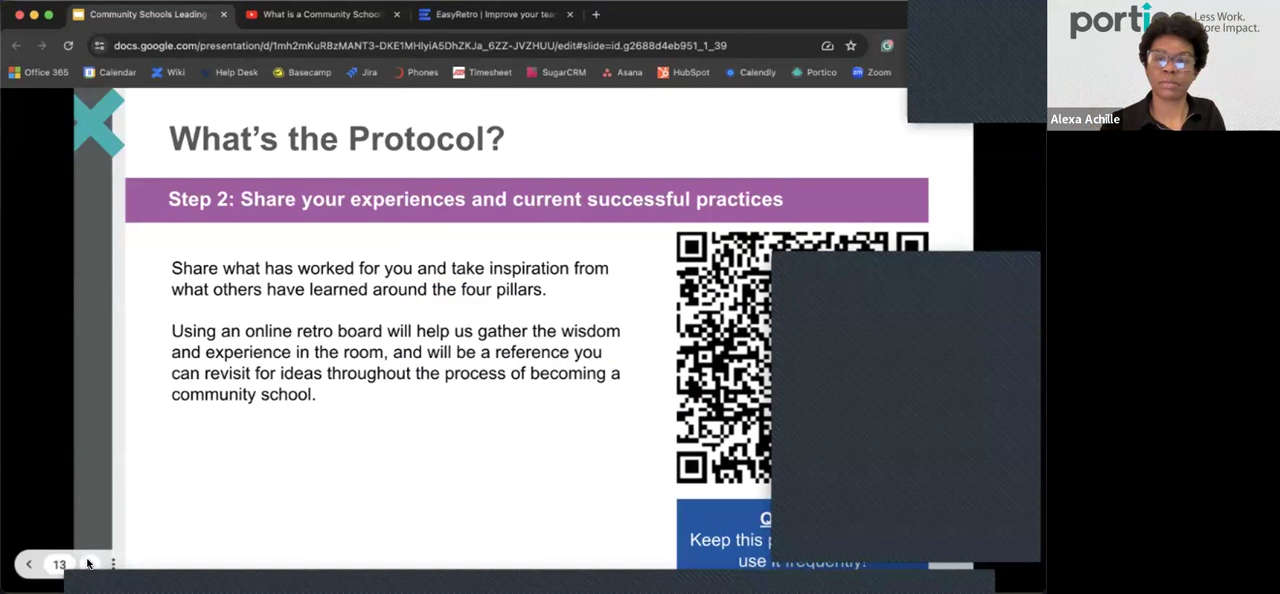 Community Schools Leading
What is a Community Schoo
EasyRetro | Improve your tea
docs.google.com/presentation/d/1mh2mKuR8zMANT3-DKE1MHIyiA5DhZKJa_6ZZ-JVZHUU/edit#slide=id.g2688d4eb951_1_39
Office 365 Calendar Wiki Help Desk Basecamp Jira Phones Timesheet SugarCRM Asana HubSpot Calendly Portico Zoom
Less Work.
Impact.
Alexa Achille
What's the Protocol?
Step 2: Share your experiences and current successful practices
Share what has worked for you and take inspiration from
what others have learned around the four pillars.
Using an online retro board will help us gather the wisdom
and experience in the room, and will be a reference you
can revisit for ideas throughout the process of becoming a
community school.
Keep this
use it frequently!
13